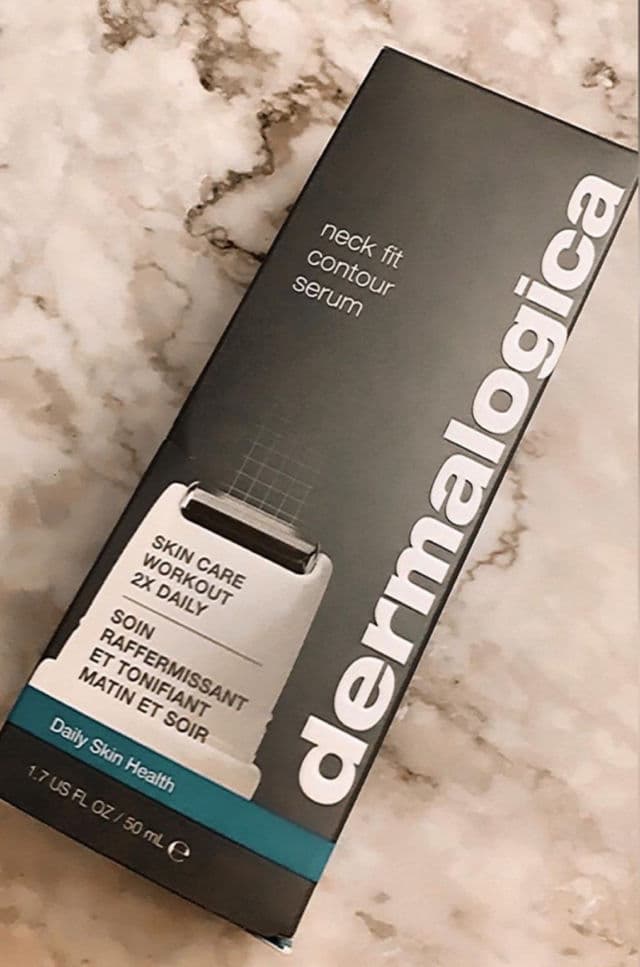 neck fit
contour
serum
dermalogica
SKIN CARE
WORKOUT
2X DAILY
SOIN
RAFFERMISSANT
ET TONIFIANT
MATIN ET SOIR
Daily Skin Health
1.7 US FL OZ / 50 mL ℮